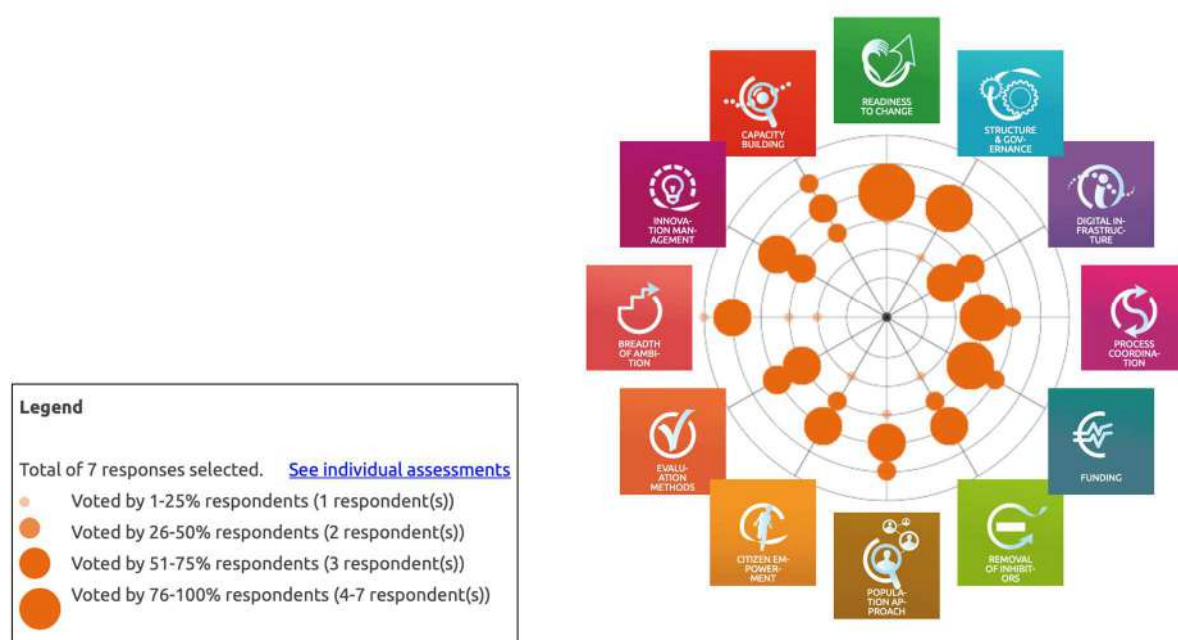 READINESS
TO CHANGE
STRUCTURE
& GOV-
ERNANCE
DIGITAL IN-
FRASTRUC-
TURE
PROCESS
COORDINA-
TION
FUNDING
REMOVAL
OF INHIBIT-
ORS
POPULA-
TION AP-
PROACH
CITIZEN EM-
POWER-
MENT
EVALU-
ATION
METHODS
BREADTH
OF AMBI-
TION
INNOVA-
TION MAN-
AGEMENT
CAPACITY
BUILDING
Legend
Total of 7 responses selected. See individual assessments
Voted by 1-25% respondents (1 respondent(s))
Voted by 26-50% respondents (2 respondent(s))
Voted by 51-75% respondents (3 respondent(s))
Voted by 76-100% respondents (4-7 respondent(s))